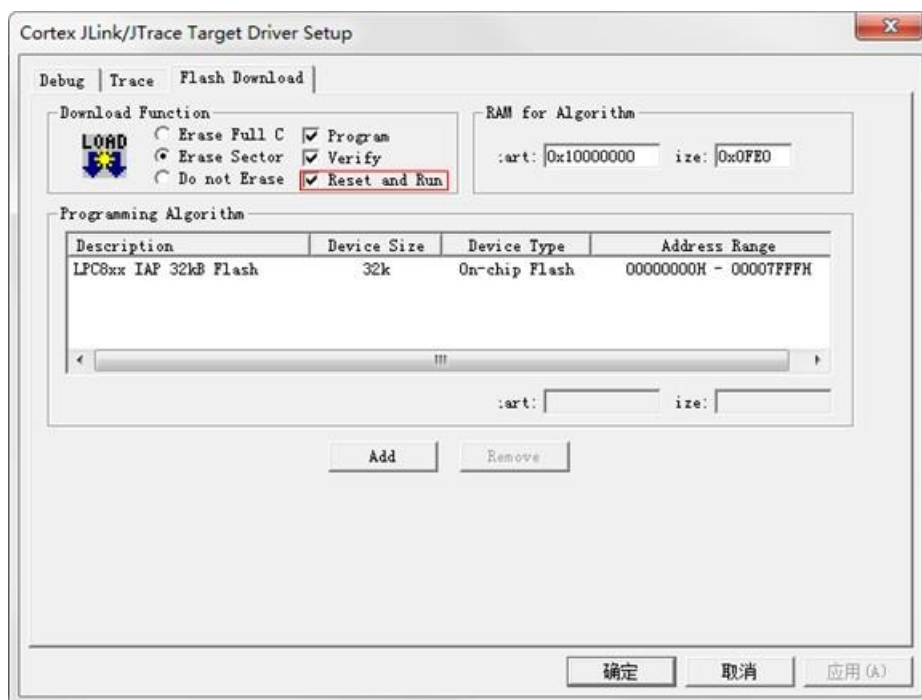 Cortex JLink/JTrace Target Driver Setup
Debug Trace Flash Download
Download Function
LOAD
Erase Full C
Erase Sector
Do not Erase
Program
Verify
Reset and Run
RAM for Algorithm
:art: 0x10000000 ize: 0x0FE0
Programming Algorithm
Description Device Size Device Type Address Range
LPC8xx IAP 32kB Flash 32k On-chip Flash 00000000H - 00007FFFH
:art: ize:
Add Remove
确定 取消 应用(A)